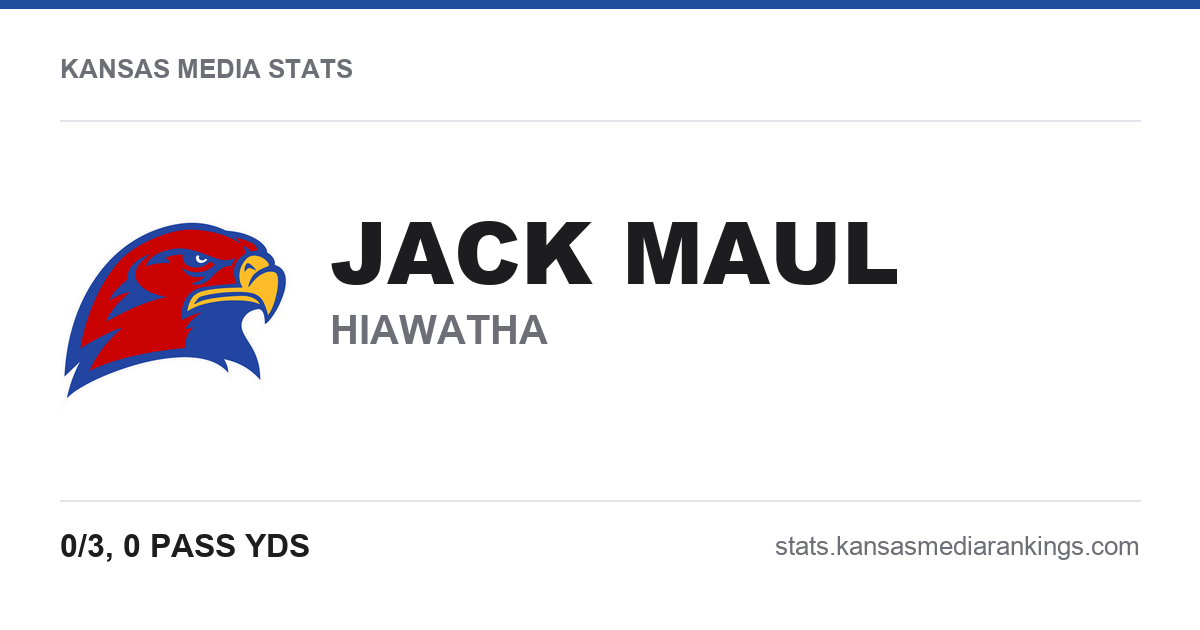 KANSAS MEDIA STATS
JACK MAUL
HIAWATHA
0/3, 0 PASS YDS
stats.kansasmediarankings.com